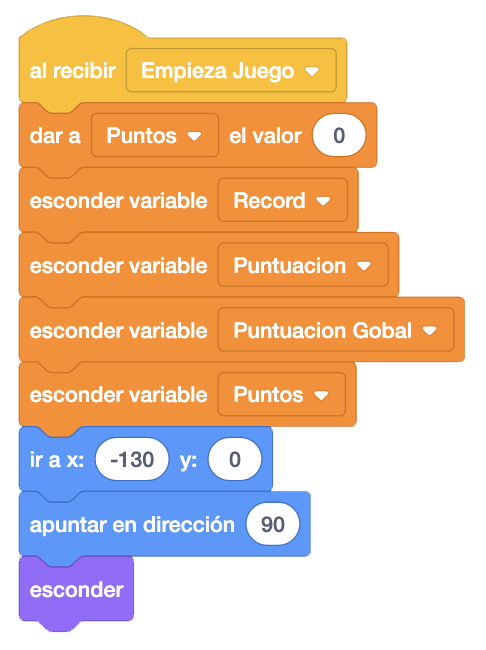 al recibir Empieza Juego
dar a Puntos el valor 0
esconder variable Record
esconder variable Puntuacion
esconder variable Puntuacion Gobal
esconder variable Puntos
ir a x: -130 y: 0
apuntar en dirección 90
esconder